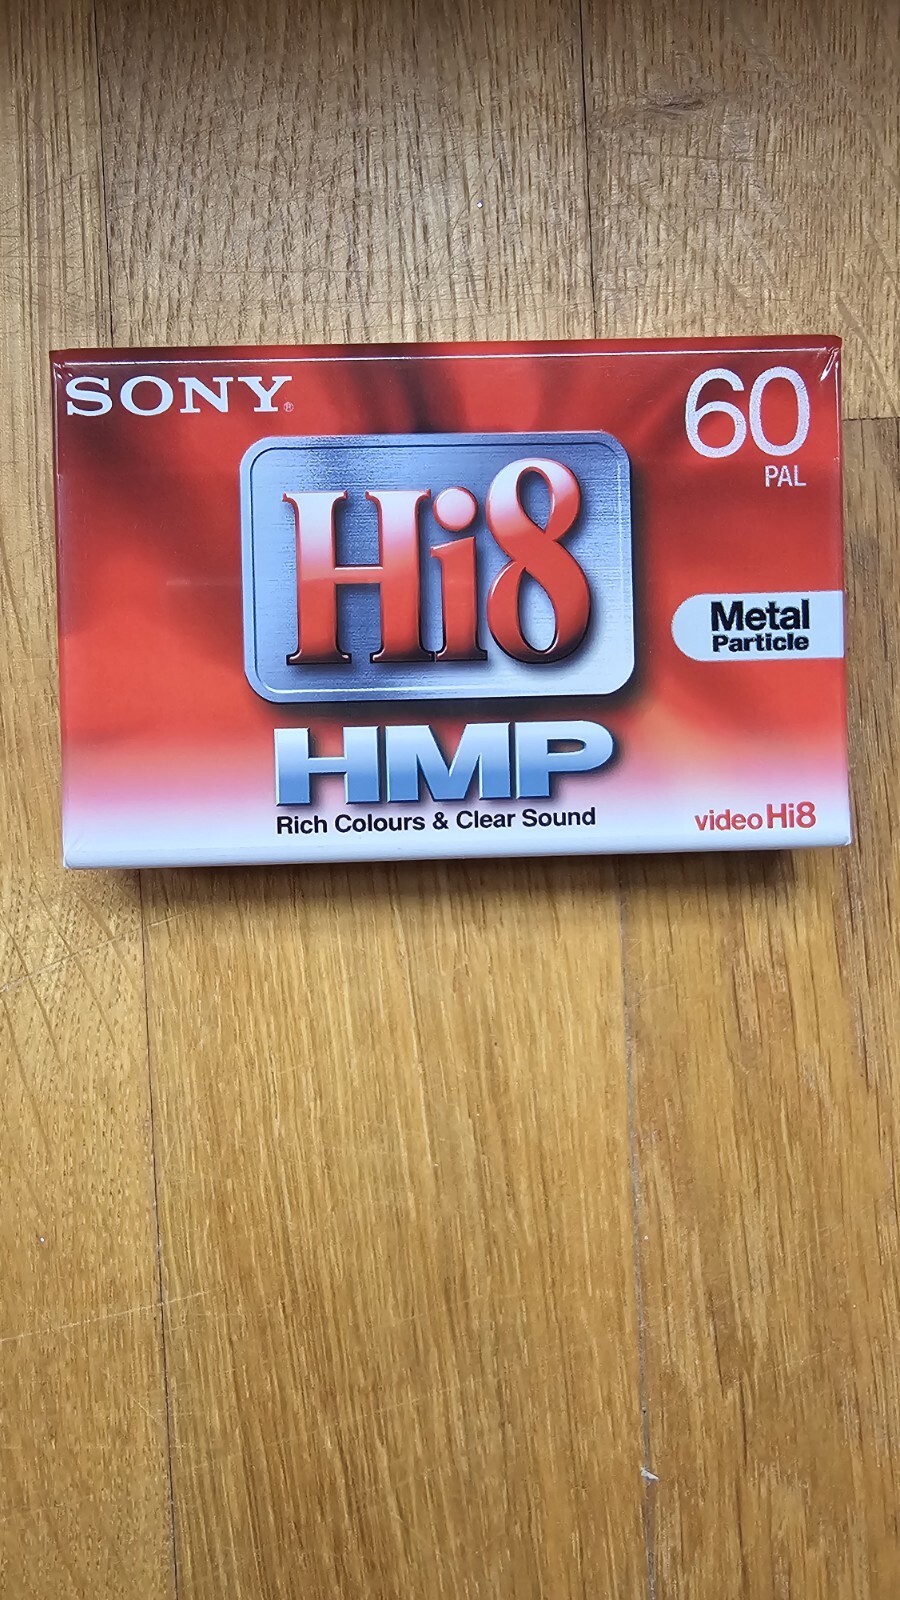 SONY®
60
PAL
Hi8
Metal
Particle
HMP
Rich Colours & Clear Sound
video Hi8